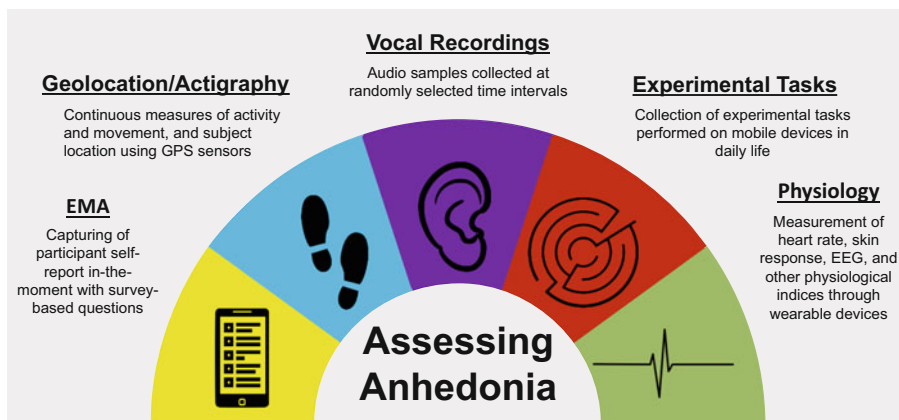 Vocal Recordings
Audio samples collected at
randomly selected time intervals
Geolocation/Actigraphy
Continuous measures of activity
and movement, and subject
location using GPS sensors
Experimental Tasks
Collection of experimental tasks
performed on mobile devices in
daily life
EMA
Capturing of
participant self-
report in-the-
moment with survey-
based questions
Physiology
Measurement of
heart rate, skin
response, EEG, and
other physiological
indices through
wearable devices
Assessing
Anhedonia